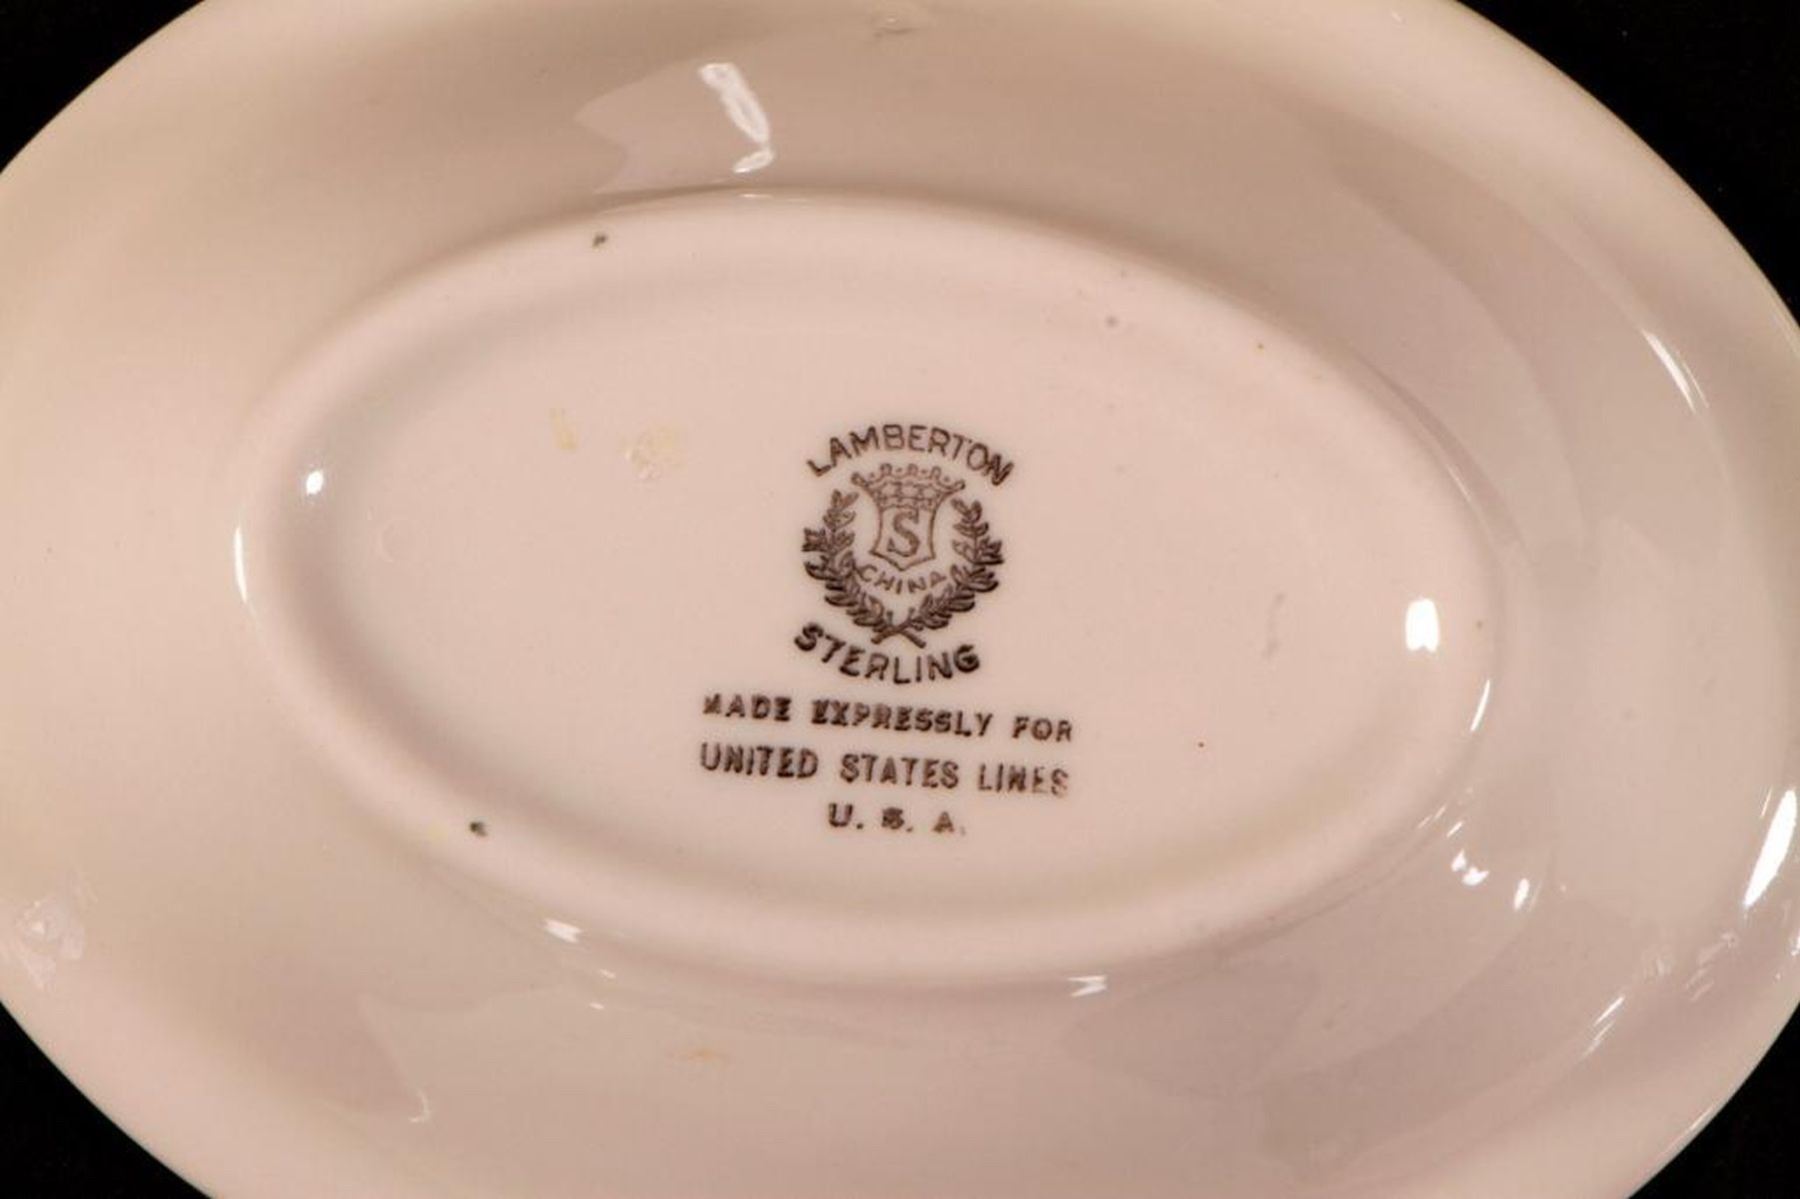 LAMBERTON
S
CHINA
STERLING
MADE EXPRESSLY FOR
UNITED STATES LINES
U. S. A.